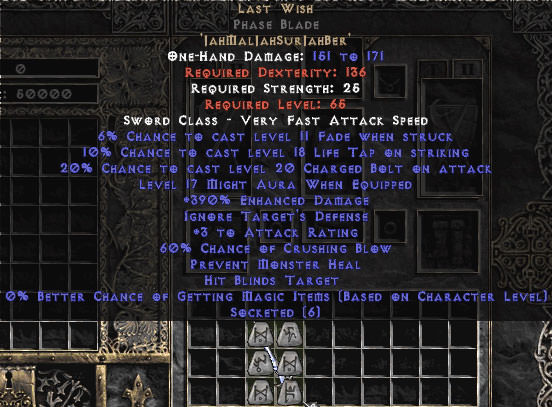 Last Wish
Phase Blade
'JahMalJahSurJahBer'
One-Hand Damage: 151 to 171
Required Dexterity: 136
Required Strength: 25
Required Level: 65
Sword Class - Very Fast Attack Speed
6% Chance to cast level 11 Fade when struck
10% Chance to cast level 18 Life Tap on striking
20% Chance to cast level 20 Charged Bolt on attack
Level 17 Might Aura When Equipped
+390% Enhanced Damage
Ignore Target's Defense
+3 to Attack Rating
60% Chance of Crushing Blow
Prevent Monster Heal
Hit Blinds Target
0% Better Chance of Getting Magic Items (Based on Character Level)
Socketed (6)
0
: 50000